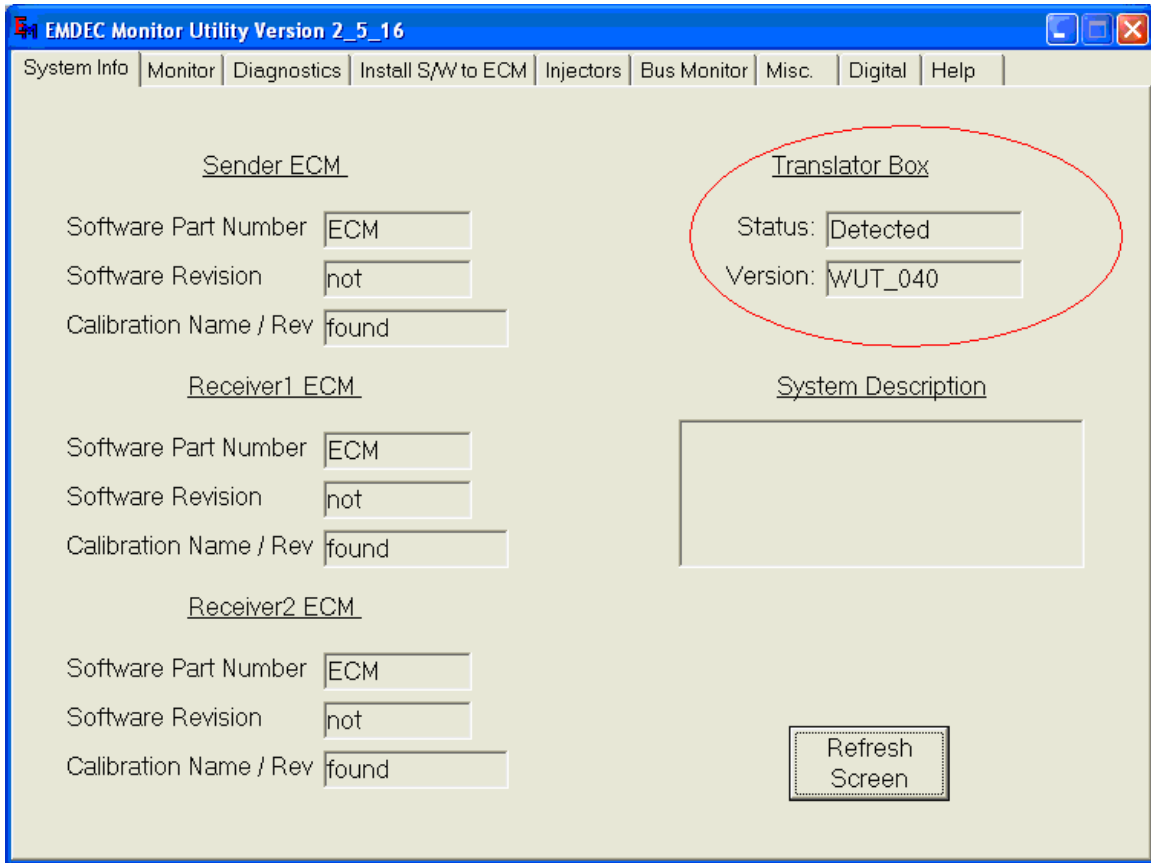 EMDEC Monitor Utility Version 2_5_16
System Info Monitor Diagnostics Install S/W to ECM Injectors Bus Monitor Misc. Digital Help
Sender ECM
Software Part Number ECM
Software Revision not
Calibration Name / Rev found
Translator Box
Status: Detected
Version: WUT_040
Receiver1 ECM
Software Part Number ECM
Software Revision not
Calibration Name / Rev found
System Description
Receiver2 ECM
Software Part Number ECM
Software Revision not
Calibration Name / Rev found
Refresh
Screen